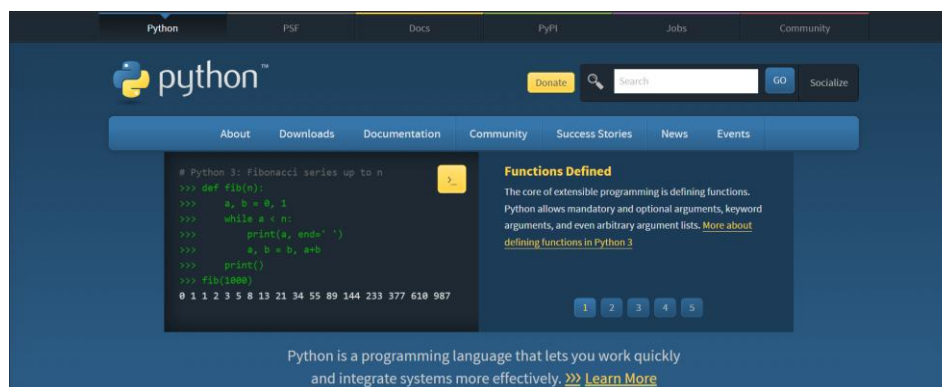 Python PSF Docs PyPI Jobs Community
python™
Donate Search GO Socialize
About Downloads Documentation Community Success Stories News Events
# Python 3: Fibonacci series up to n
>>> def fib(n):
>>>     a, b = 0, 1
>>>     while a < n:
>>>         print(a, end=' ')
>>>         a, b = b, a+b
>>>     print()
>>> fib(1000)
0 1 1 2 3 5 8 13 21 34 55 89 144 233 377 610 987
>_
Functions Defined
The core of extensible programming is defining functions.
Python allows mandatory and optional arguments, keyword
arguments, and even arbitrary argument lists. More about
defining functions in Python 3
1 2 3 4 5
Python is a programming language that lets you work quickly
and integrate systems more effectively. >>> Learn More